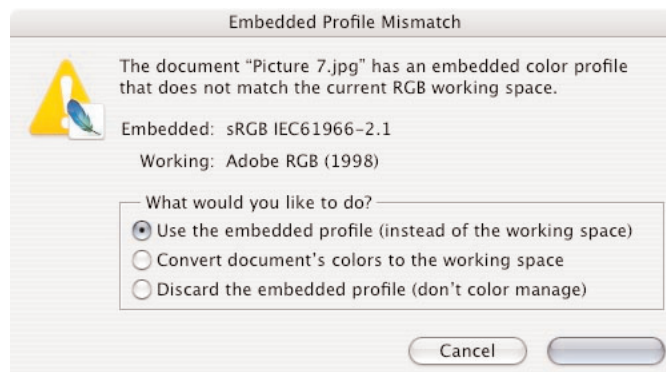 Embedded Profile Mismatch
The document “Picture 7.jpg” has an embedded color profile
that does not match the current RGB working space.
Embedded: sRGB IEC61966-2.1
Working: Adobe RGB (1998)
What would you like to do?
Use the embedded profile (instead of the working space)
Convert document’s colors to the working space
Discard the embedded profile (don’t color manage)
Cancel